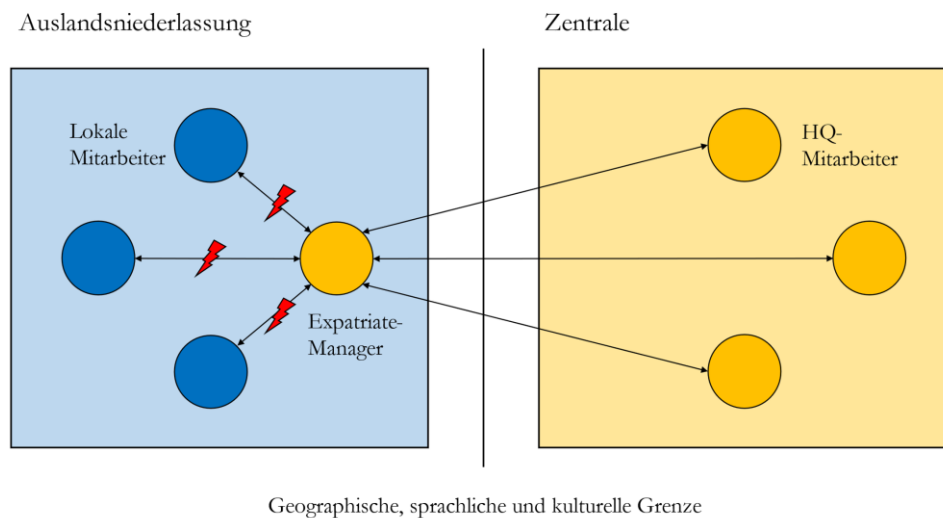 Auslandsniederlassung
Zentrale
Lokale
Mitarbeiter
HQ-
Mitarbeiter
Expatriate-
Manager
Geographische, sprachliche und kulturelle Grenze